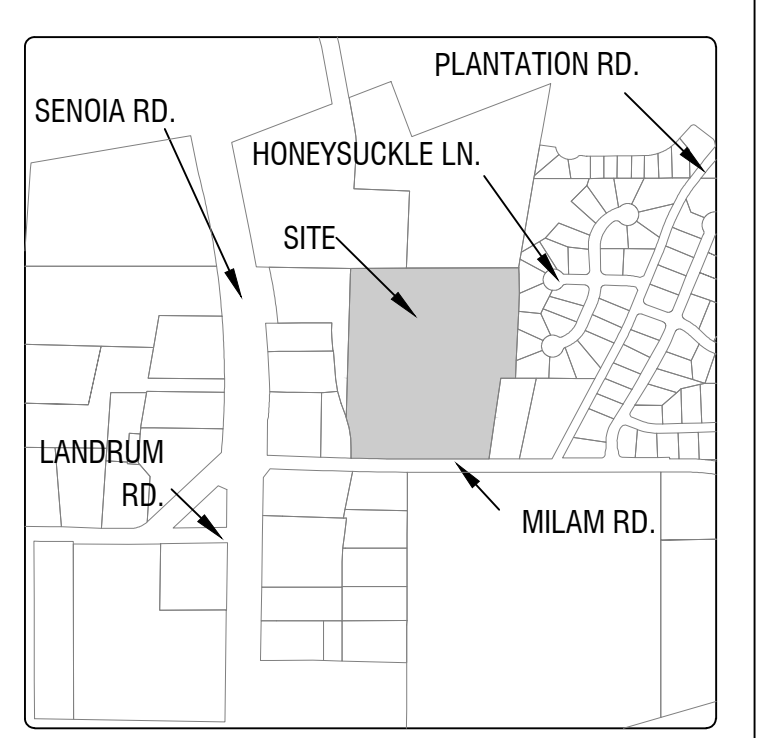 PLANTATION RD.
SENOIA RD.
HONEYSUCKLE LN.
SITE
LANDRUM
RD.
MILAM RD.